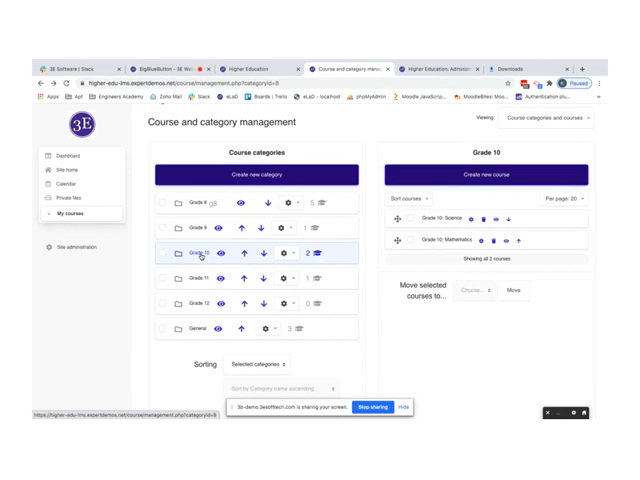 3E Software | Slack
BigBlueButton - 3E We
Higher Education
Course and category manag
Higher Education: Administr
Downloads
higher-edu-lms.expertdemos.net/course/management.php?categoryid=8
Paused
Apps
Apf
Engineers Academy
Zoho Mail
Slack
eLaD
Boards | Trello
eLaD - localhost
phpMyAdmin
Moodle JavaScrip...
MoodleBites: Moo...
Authentication plu...
3E
Course and category management
Viewing
Course categories and courses
Dashboard
Site home
Calendar
Private files
My courses
Site administration
Course categories
Create new category
Grade 8 g8
5
Grade 9
1
Grade 10
2
Grade 11
1
Grade 12
0
General
3
Sorting
Selected categories
Sort by Category name ascending
Grade 10
Create new course
Sort courses
Per page: 20
Grade 10: Science
Grade 10: Mathematics
Showing all 2 courses
Move selected
courses to...
Choose...
Move
3b-demo.3esofttech.com is sharing your screen.
Stop sharing
Hide
https://higher-edu-lms.expertdemos.net/course/management.php?categoryid=8